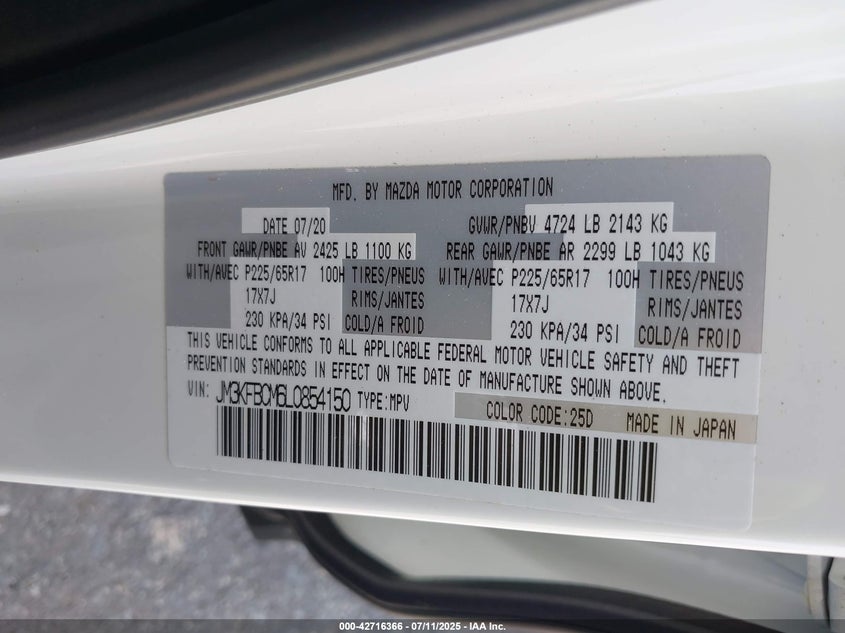 MFD. BY MAZDA MOTOR CORPORATION
DATE 07/20 GVWR/PNBV 4724 LB 2143 KG
FRONT GAWR/PNBE AV 2425 LB 1100 KG REAR GAWR/PNBE AR 2299 LB 1043 KG
WITH/AVEC P225/65R17 100H TIRES/PNEUS WITH/AVEC P225/65R17 100H TIRES/PNEUS
17X7J RIMS/JANTES 17X7J RIMS/JANTES
230 KPA/34 PSI COLD/A FROID 230 KPA/34 PSI COLD/A FROID
THIS VEHICLE CONFORMS TO ALL APPLICABLE FEDERAL MOTOR VEHICLE SAFETY AND THEFT
PREVENTION STANDARDS IN EFFECT ON THE DATE OF MANUFACTURE SHOWN ABOVE.
VIN: JM3KFBCM6L0854150 TYPE:MPV COLOR CODE:25D MADE IN JAPAN
000-42716366 - 07/11/2025 - IAA Inc.